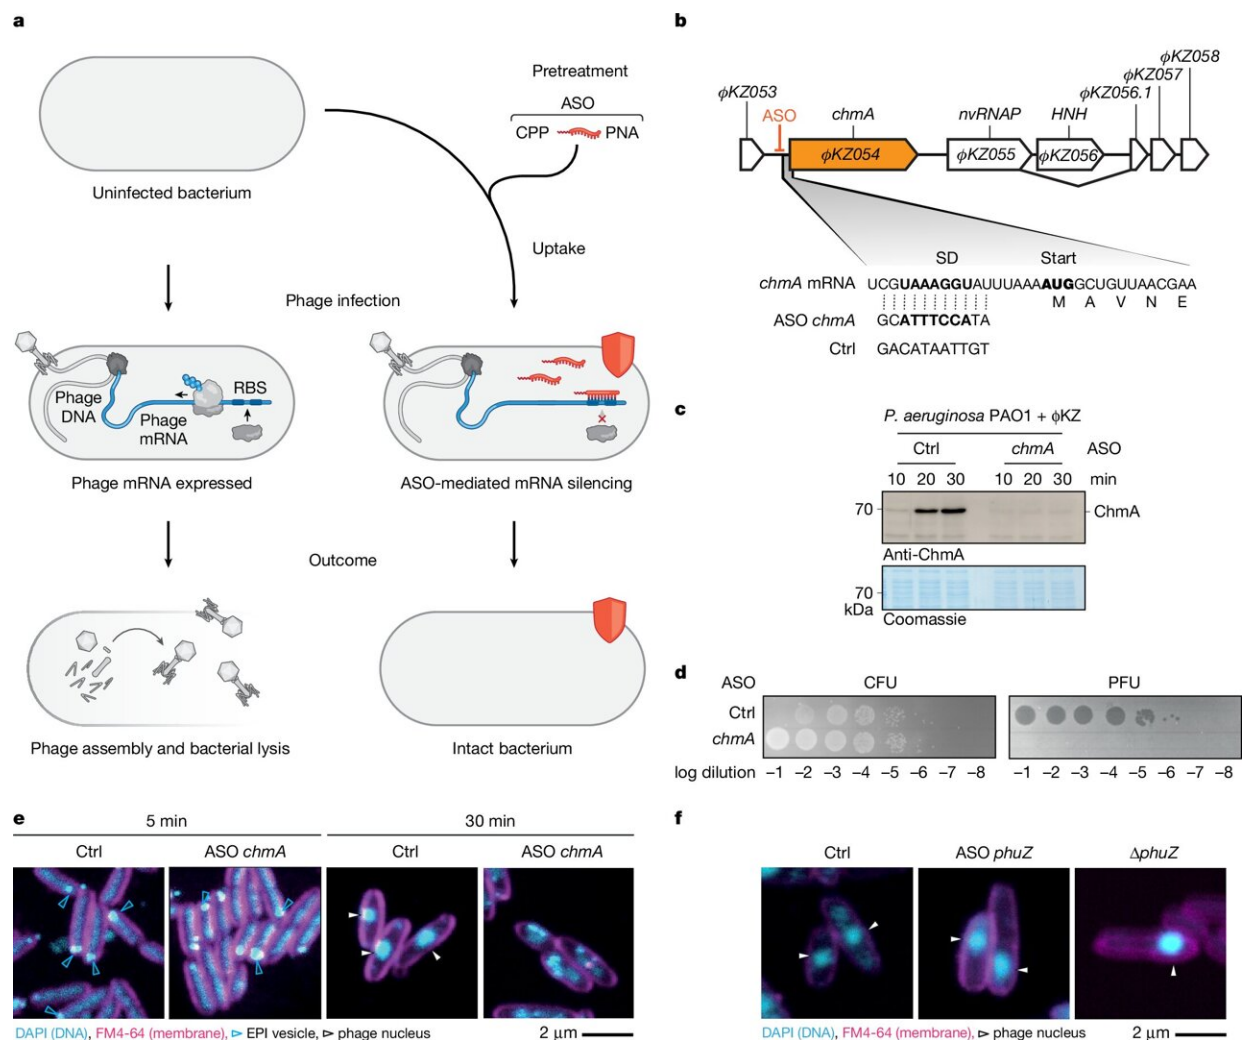 a
Pretreatment
ASO
CPP PNA
Uninfected bacterium
Uptake
Phage infection
Phage
DNA
Phage
mRNA
RBS
Phage mRNA expressed
ASO-mediated mRNA silencing
Outcome
Phage assembly and bacterial lysis
Intact bacterium
b
ϕKZ058
ϕKZ057
ϕKZ053
ϕKZ056.1
ASO
chmA
nvRNAP
HNH
ϕKZ054
ϕKZ055
ϕKZ056
SD Start
chmA mRNA UCGUAAAGGUAUUUAAAAUGGCUGUUAACGAA
M A V N E
ASO chmA GCATTTCCATA
Ctrl GACATAATTGT
c
P. aeruginosa PAO1 + ϕKZ
Ctrl chmA ASO
10 20 30 10 20 30 min
70 ChmA
Anti-ChmA
70
kDa
Coomassie
d
ASO CFU PFU
Ctrl
chmA
log dilution –1 –2 –3 –4 –5 –6 –7 –8 –1 –2 –3 –4 –5 –6 –7 –8
e
5 min 30 min
Ctrl ASO chmA Ctrl ASO chmA
DAPI (DNA), FM4-64 (membrane), EPI vesicle, phage nucleus 2 μm
f
Ctrl ASO phuZ ΔphuZ
DAPI (DNA), FM4-64 (membrane), phage nucleus 2 μm